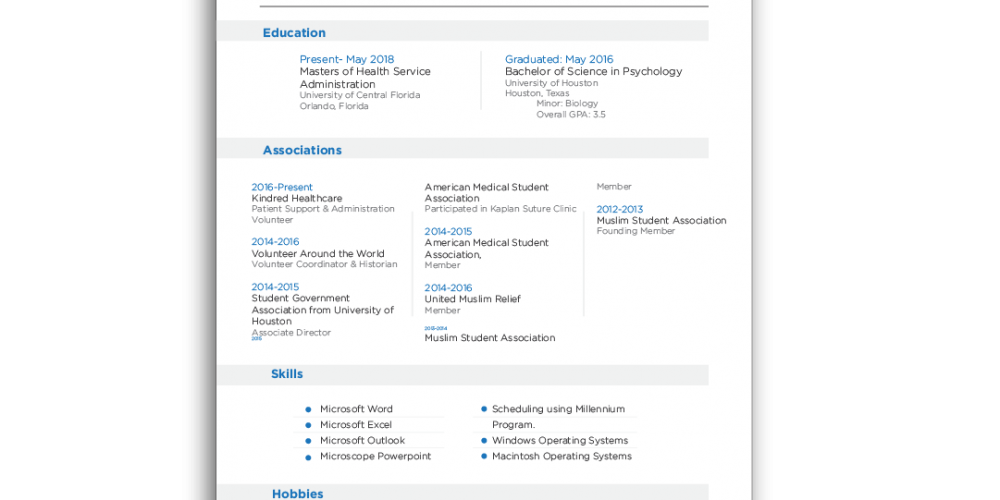 Education
Present- May 2018
Masters of Health Service
Administration
University of Central Florida
Orlando, Florida
Graduated: May 2016
Bachelor of Science in Psychology
University of Houston
Houston, Texas
Minor: Biology
Overall GPA: 3.5
Associations
2016-Present
Kindred Healthcare
Patient Support & Administration
Volunteer
2014-2016
Volunteer Around the World
Volunteer Coordinator & Historian
2014-2015
Student Government
Association from University of
Houston
Associate Director
2015
American Medical Student
Association
Participated in Kaplan Suture Clinic
2014-2015
American Medical Student
Association,
Member
2014-2016
United Muslim Relief
Member
2013-2014
Muslim Student Association
Member
2012-2013
Muslim Student Association
Founding Member
Skills
Microsoft Word
Microsoft Excel
Microsoft Outlook
Microscope Powerpoint
Scheduling using Millennium
Program.
Windows Operating Systems
Macintosh Operating Systems
Hobbies